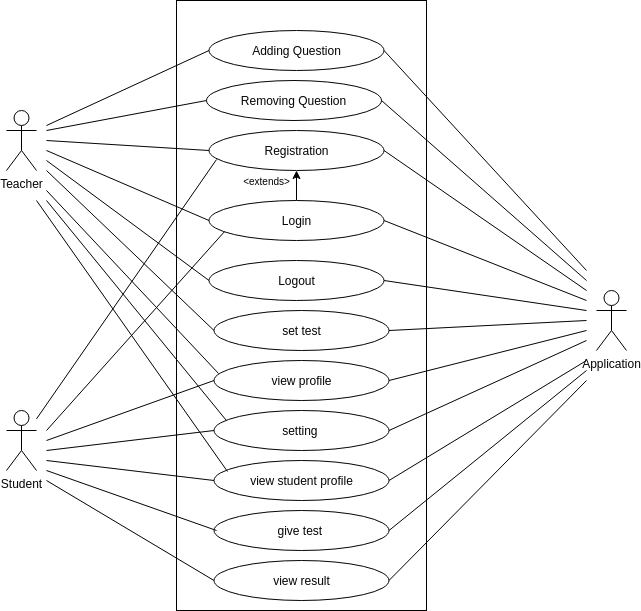 Adding Question
Removing Question
Registration
Teacher
<extends>
Login
Logout
set test
Application
view profile
setting
Student
view student profile
give test
view result